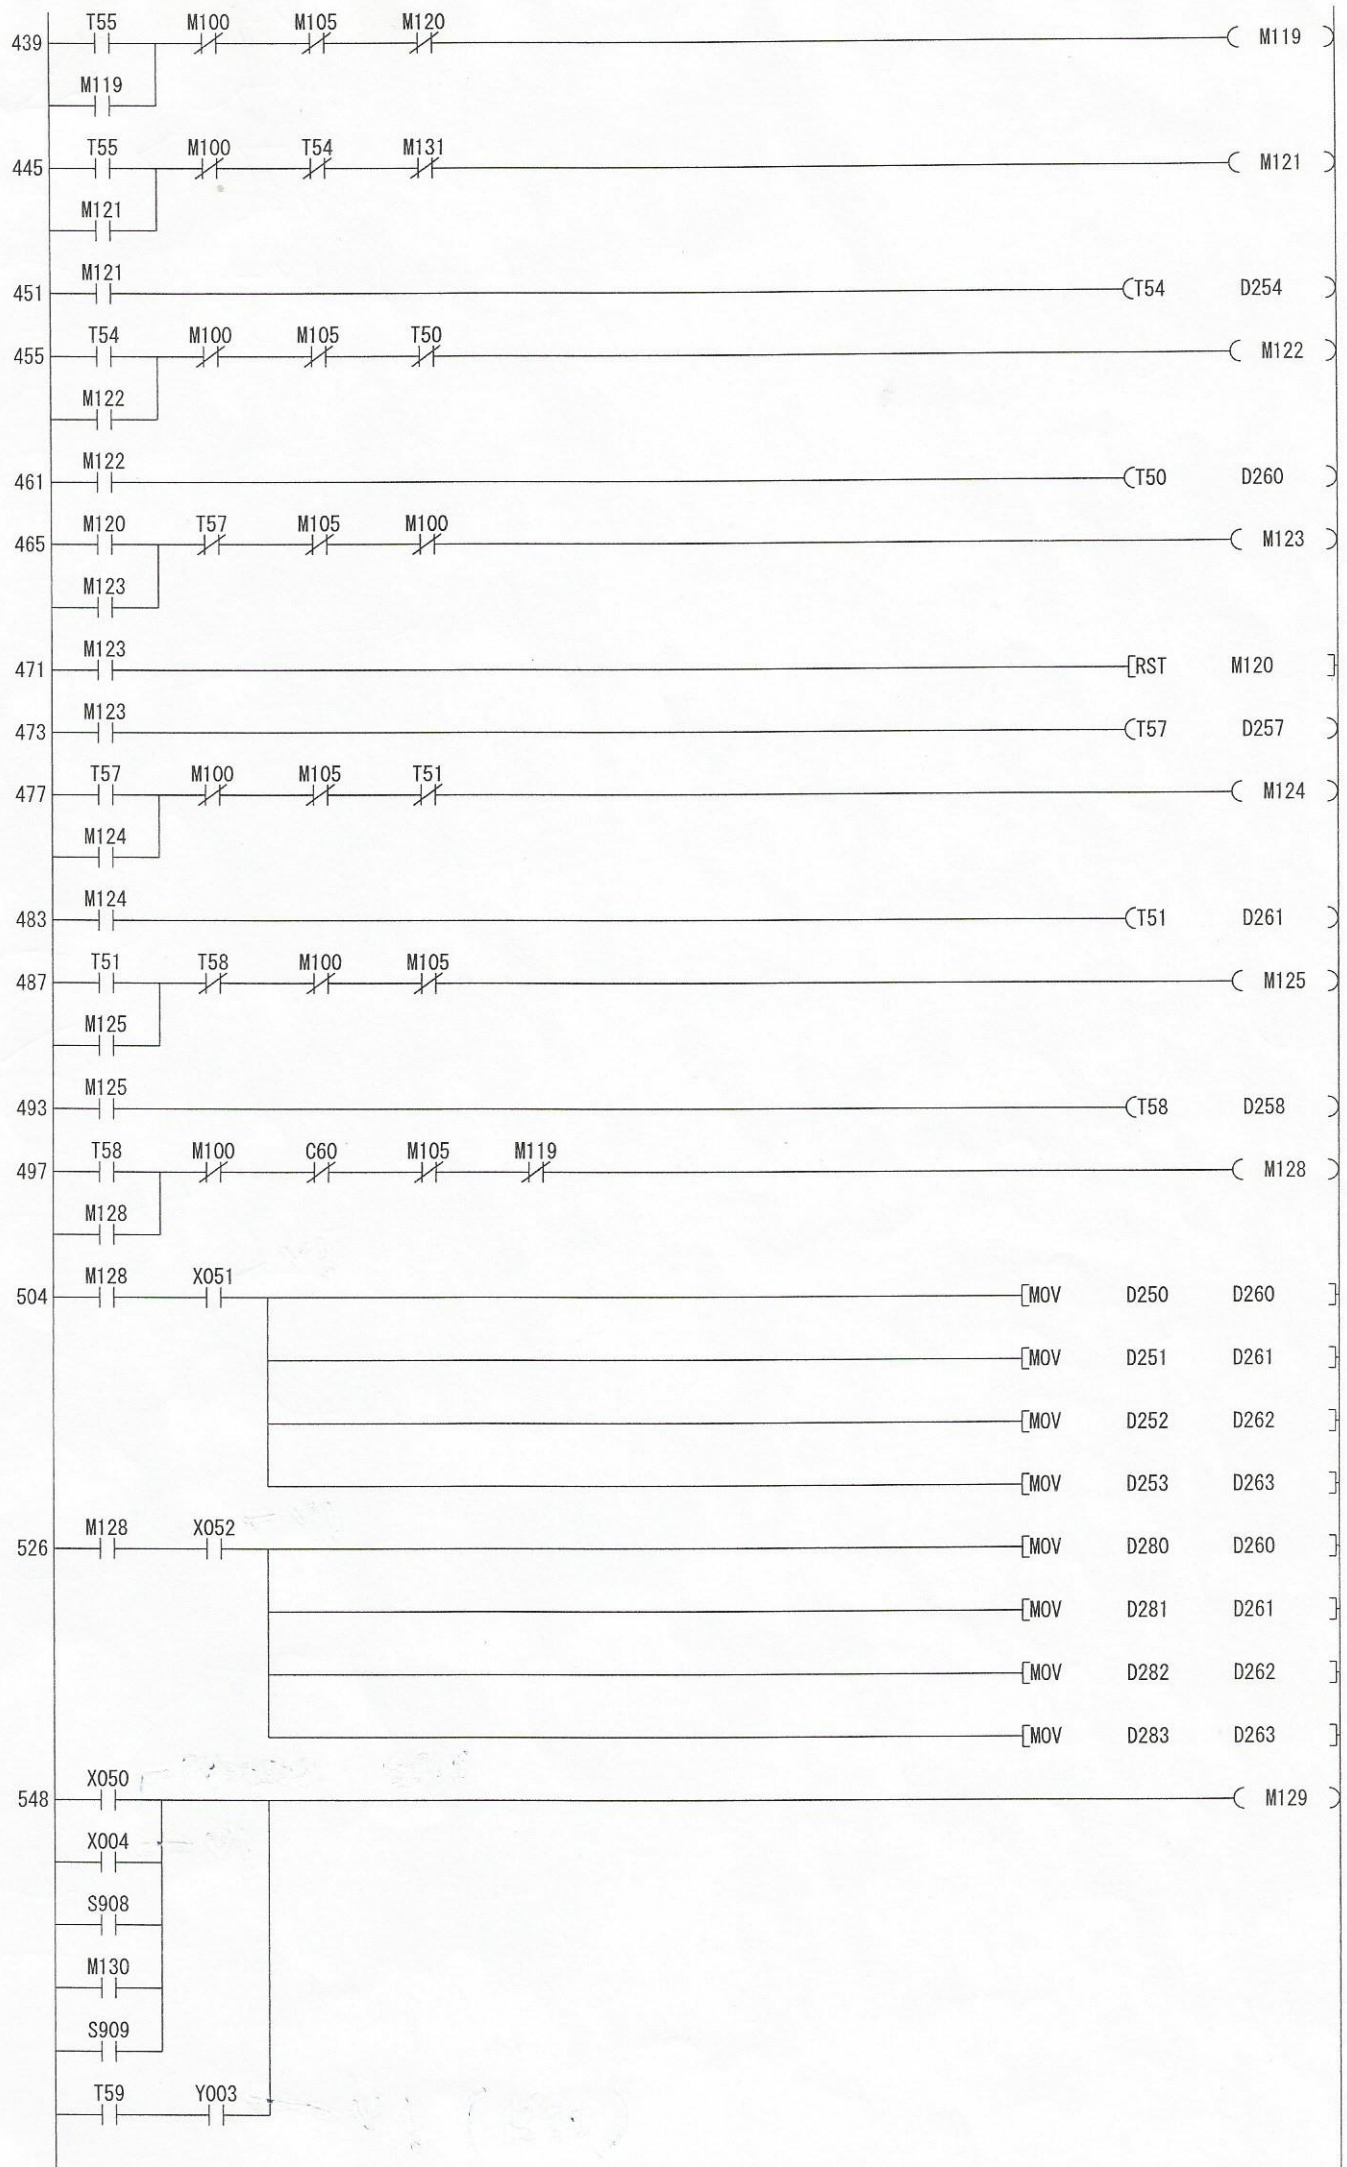 T55 M100 M105 M120
439 ( M119 )
M119
T55 M100 T54 M131
445 ( M121 )
M121
M121
451 (T54 D254 )
T54 M100 M105 T50
455 ( M122 )
M122
M122
461 (T50 D260 )
M120 T57 M105 M100
465 ( M123 )
M123
M123
471 [RST M120 ]
M123
473 (T57 D257 )
T57 M100 M105 T51
477 ( M124 )
M124
M124
483 (T51 D261 )
T51 T58 M100 M105
487 ( M125 )
M125
M125
493 (T58 D258 )
T58 M100 C60 M105 M119
497 ( M128 )
M128
M128 X051
504 [MOV D250 D260 ]
[MOV D251 D261 ]
[MOV D252 D262 ]
[MOV D253 D263 ]
M128 X052
526 [MOV D280 D260 ]
[MOV D281 D261 ]
[MOV D282 D262 ]
[MOV D283 D263 ]
X050
548 ( M129 )
X004
S908
M130
S909
T59 Y003